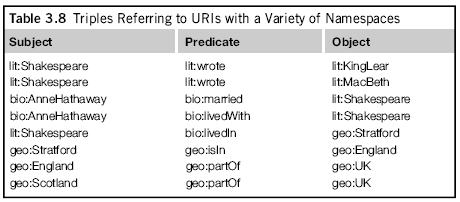 Table 3.8 Triples Referring to URIs with a Variety of Namespaces
Subject Predicate Object
lit:Shakespeare lit:wrote lit:KingLear
lit:Shakespeare lit:wrote lit:MacBeth
bio:AnneHathaway bio:married lit:Shakespeare
bio:AnneHathaway bio:livedWith lit:Shakespeare
lit:Shakespeare bio:livedIn geo:Stratford
geo:Stratford geo:isIn geo:England
geo:England geo:partOf geo:UK
geo:Scotland geo:partOf geo:UK